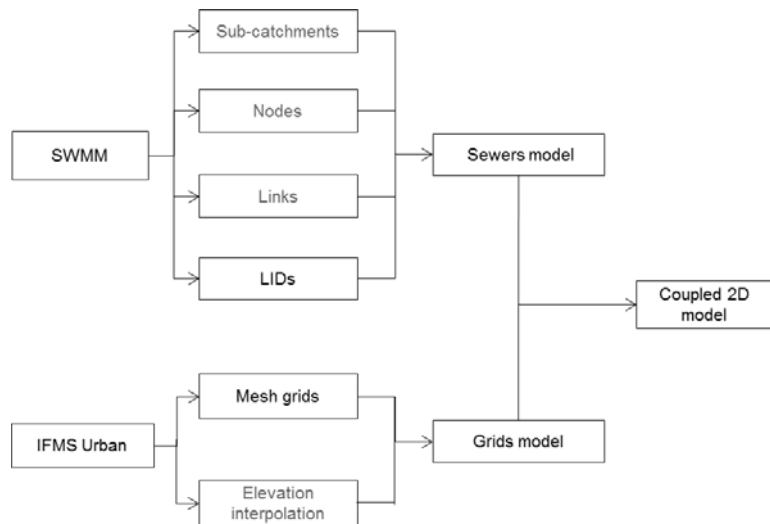 Sub-catchments
Nodes
SWMM
Sewers model
Links
LIDs
Coupled 2D
model
Mesh grids
IFMS Urban
Grids model
Elevation
interpolation